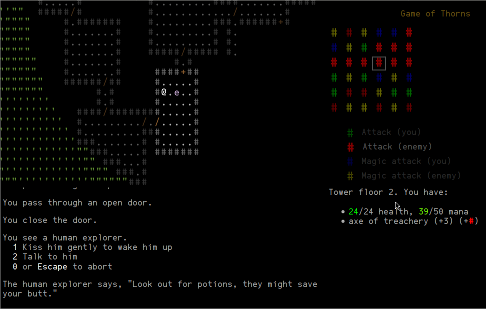 Game of Thorns
Attack (you)
Attack (enemy)
Magic attack (you)
Magic attack (enemy)
Tower floor 2. You have:
• 24/24 health, 39/50 mana
• axe of treachery (+3) (+#)
You pass through an open door.
You close the door.
You see a human explorer.
1 Kiss him gently to wake him up
2 Talk to him
0 or Escape to abort
The human explorer says, "Look out for potions, they might save
your butt."